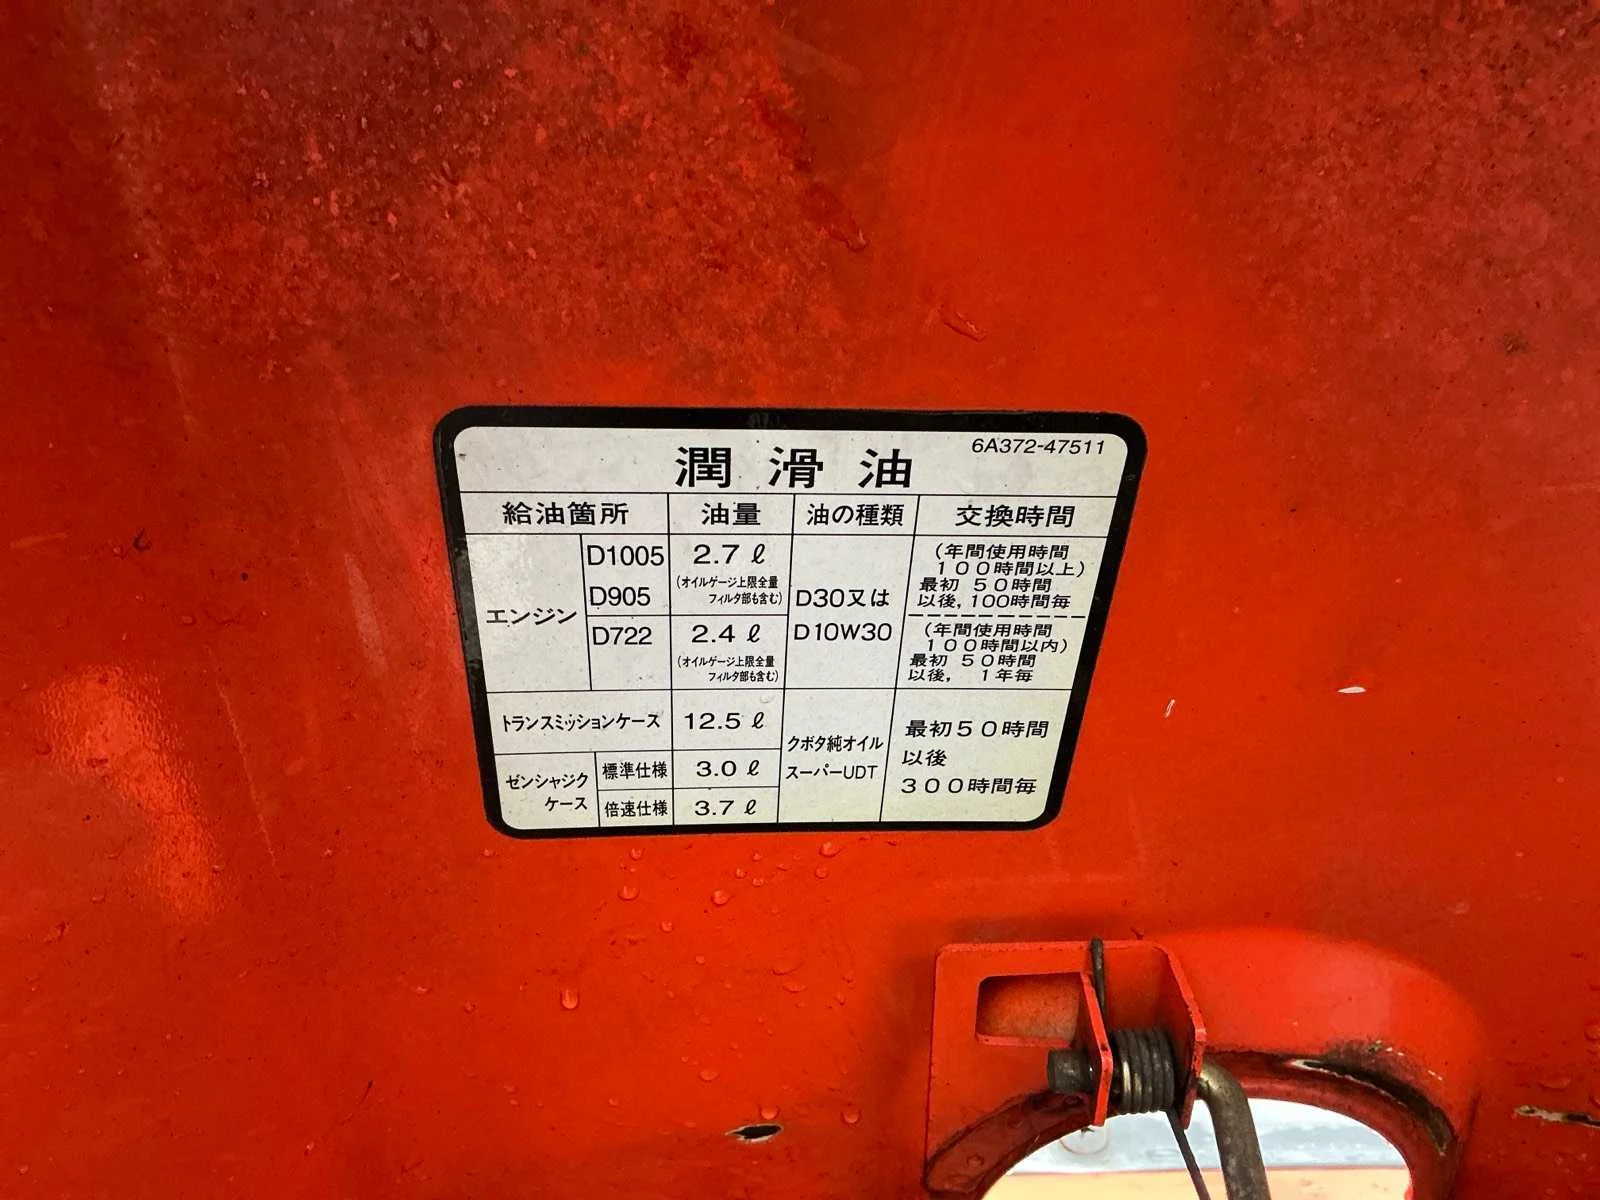 6A372-47511
潤滑油
給油箇所 油量 油の種類 交換時間
エンジン
D1005
D905
2.7ℓ
(オイルゲージ上限全量
フィルタ部も含む)
D722
2.4ℓ
(オイルゲージ上限全量
フィルタ部も含む)
D30又は
D10W30
(年間使用時間
100時間以上)
最初 50時間
以後,100時間毎
(年間使用時間
100時間以内)
最初 50時間
以後, 1年毎
トランスミッションケース 12.5ℓ
ゼンシャジク
ケース
標準仕様 3.0ℓ
倍速仕様 3.7ℓ
クボタ純オイル
スーパーUDT
最初50時間
以後
300時間毎